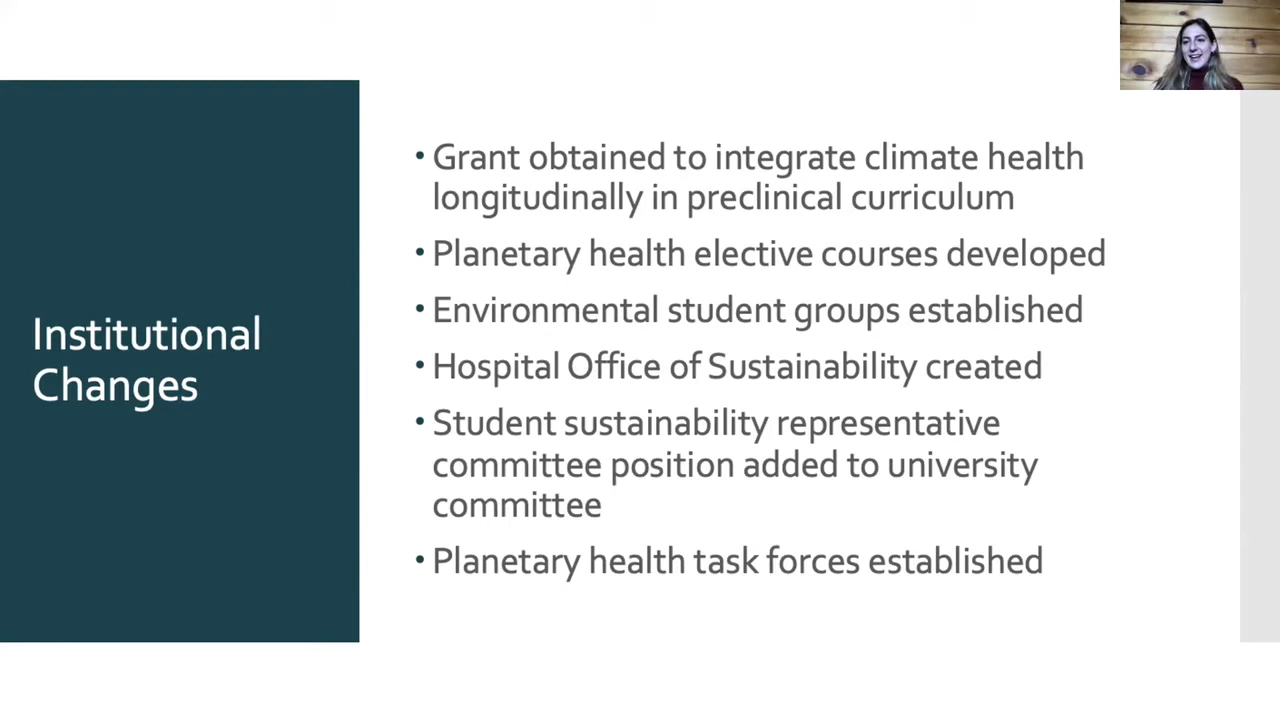 Institutional
Changes
• Grant obtained to integrate climate health
longitudinally in preclinical curriculum
• Planetary health elective courses developed
• Environmental student groups established
• Hospital Office of Sustainability created
• Student sustainability representative
committee position added to university
committee
• Planetary health task forces established